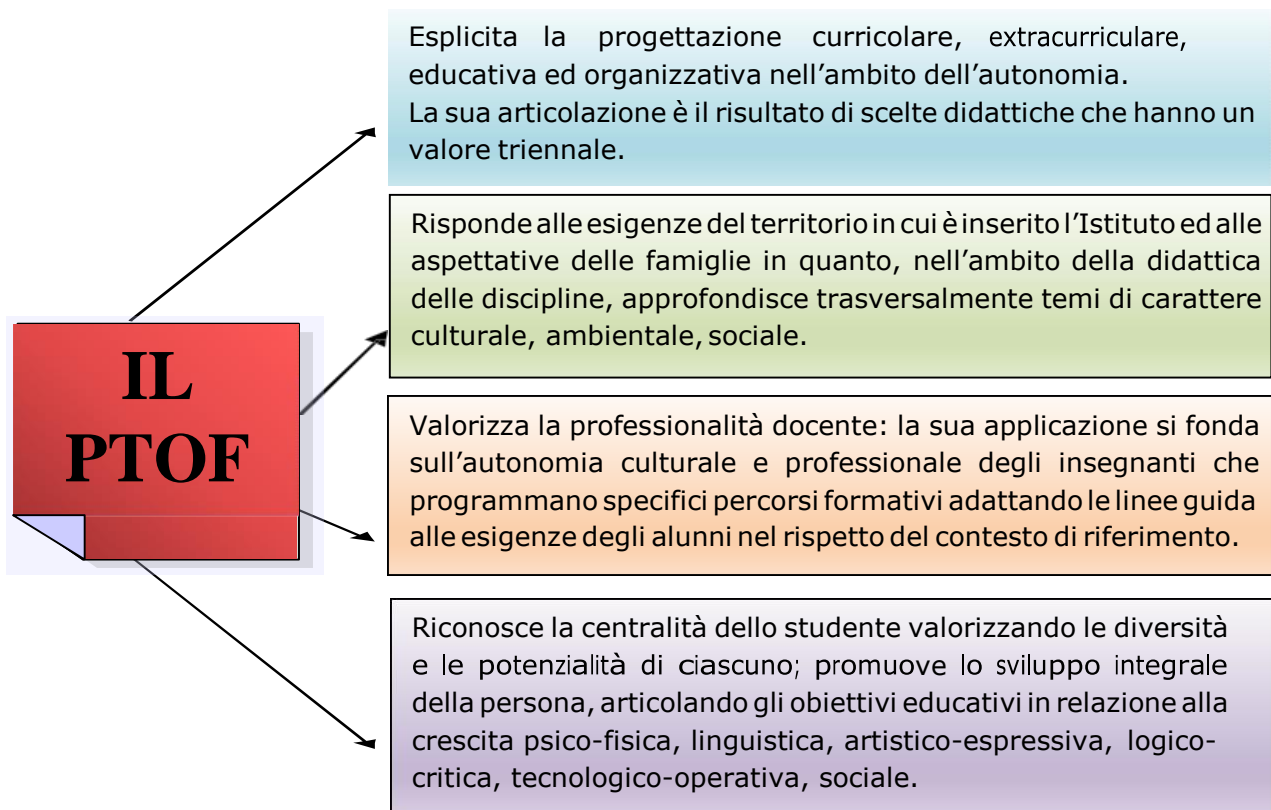 Esplicita la progettazione curricolare, extracurriculare,
educativa ed organizzativa nell’ambito dell’autonomia.
La sua articolazione è il risultato di scelte didattiche che hanno un
valore triennale.
Risponde alle esigenze del territorio in cui è inserito l’Istituto ed alle
aspettative delle famiglie in quanto, nell’ambito della didattica
delle discipline, approfondisce trasversalmente temi di carattere
culturale, ambientale, sociale.
IL
PTOF
Valorizza la professionalità docente: la sua applicazione si fonda
sull’autonomia culturale e professionale degli insegnanti che
programmano specifici percorsi formativi adattando le linee guida
alle esigenze degli alunni nel rispetto del contesto di riferimento.
Riconosce la centralità dello studente valorizzando le diversità
e le potenzialità di ciascuno; promuove lo sviluppo integrale
della persona, articolando gli obiettivi educativi in relazione alla
crescita psico-fisica, linguistica, artistico-espressiva, logico-
critica, tecnologico-operativa, sociale.